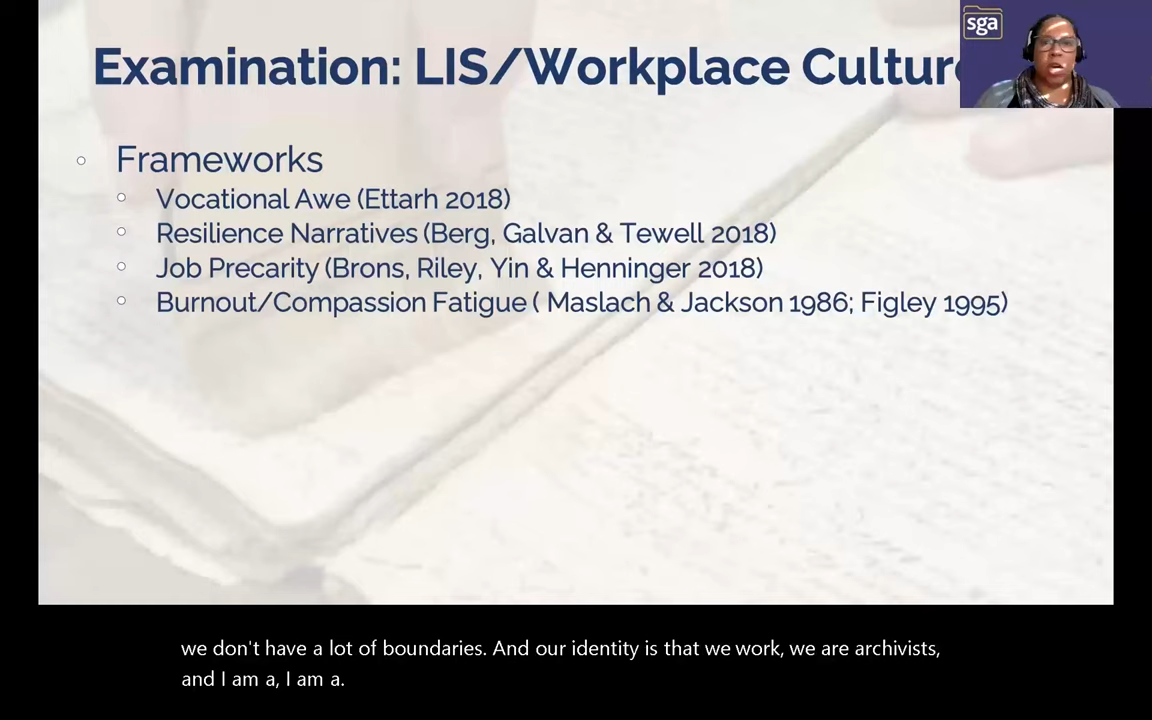 Examination: LIS/Workplace Cultur
sga
Frameworks
Vocational Awe (Ettarh 2018)
Resilience Narratives (Berg, Galvan & Tewell 2018)
Job Precarity (Brons, Riley, Yin & Henninger 2018)
Burnout/Compassion Fatigue ( Maslach & Jackson 1986; Figley 1995)
we don't have a lot of boundaries. And our identity is that we work, we are archivists,
and I am a, I am a.